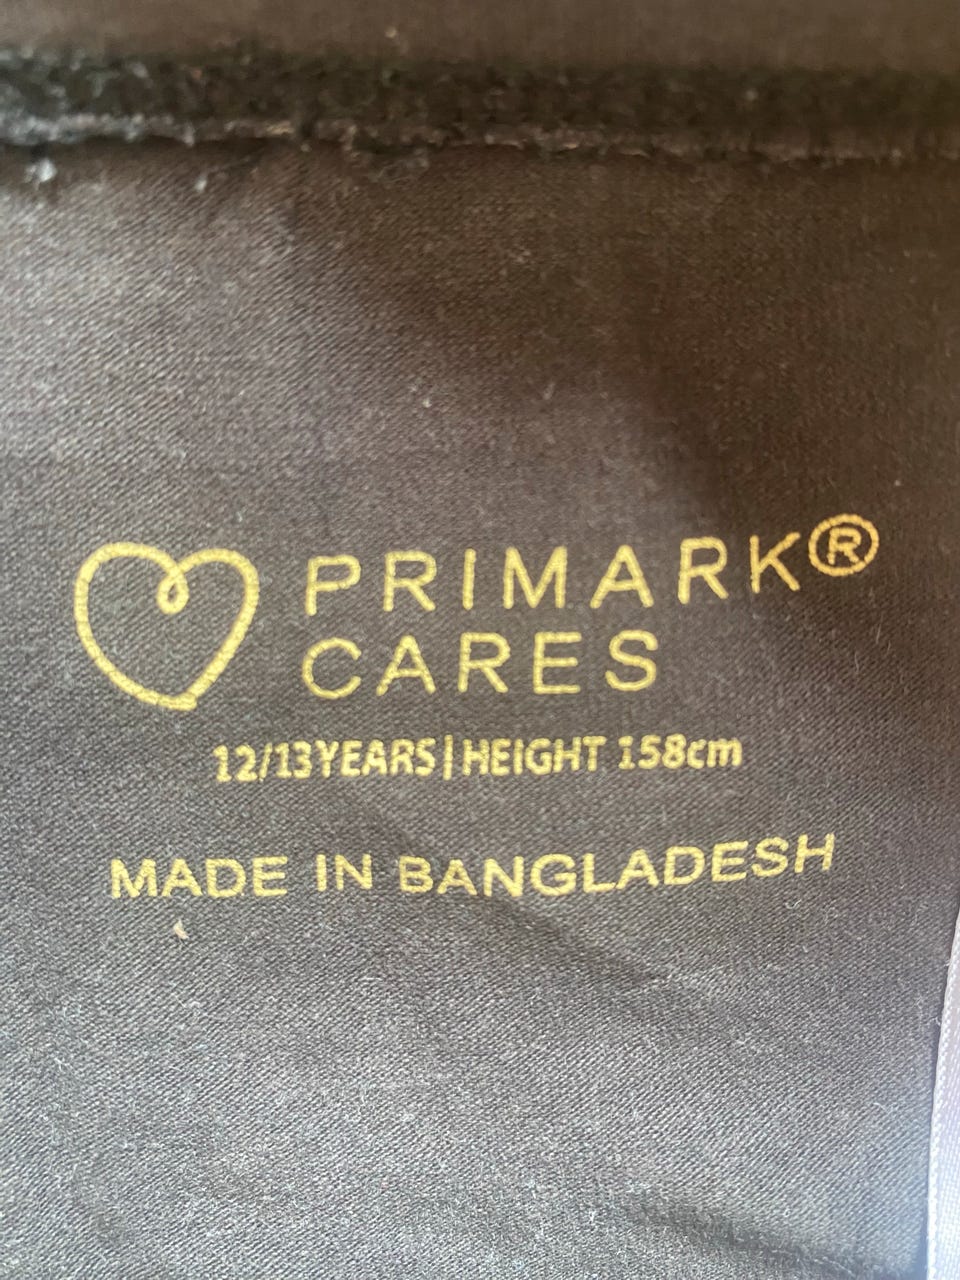 PRIMARK®
CARES
12/13YEARS|HEIGHT 158cm
MADE IN BANGLADESH